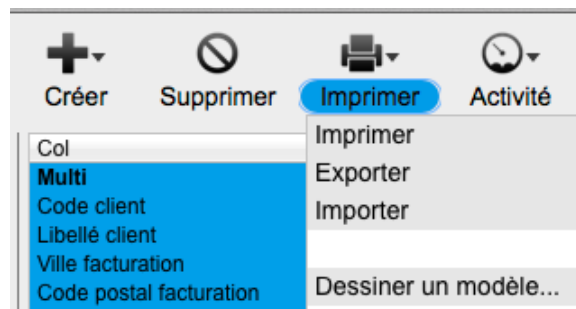 Créer Supprimer Imprimer Activité
Col
Multi
Code client
Libellé client
Ville facturation
Code postal facturation
Imprimer
Exporter
Importer
Dessiner un modèle...